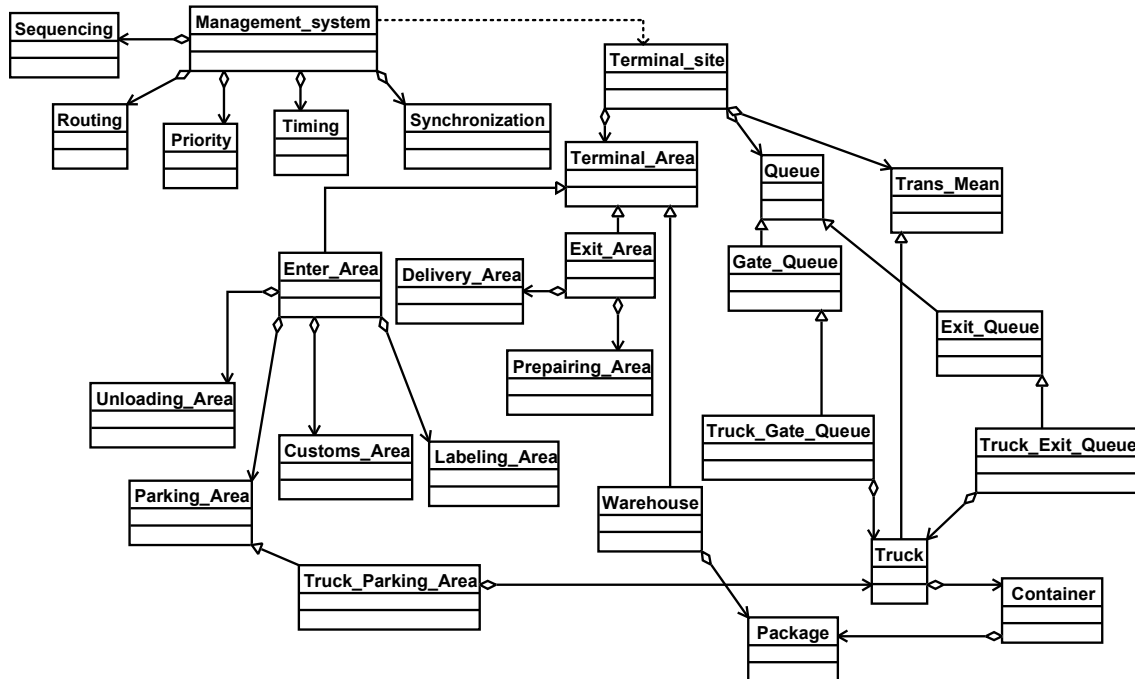 Sequencing
Management_system
Terminal_site
Routing
Priority
Timing
Synchronization
Terminal_Area
Queue
Trans_Mean
Enter_Area
Delivery_Area
Exit_Area
Gate_Queue
Exit_Queue
Unloading_Area
Prepairing_Area
Customs_Area
Labeling_Area
Truck_Gate_Queue
Truck_Exit_Queue
Parking_Area
Warehouse
Truck
Truck_Parking_Area
Container
Package